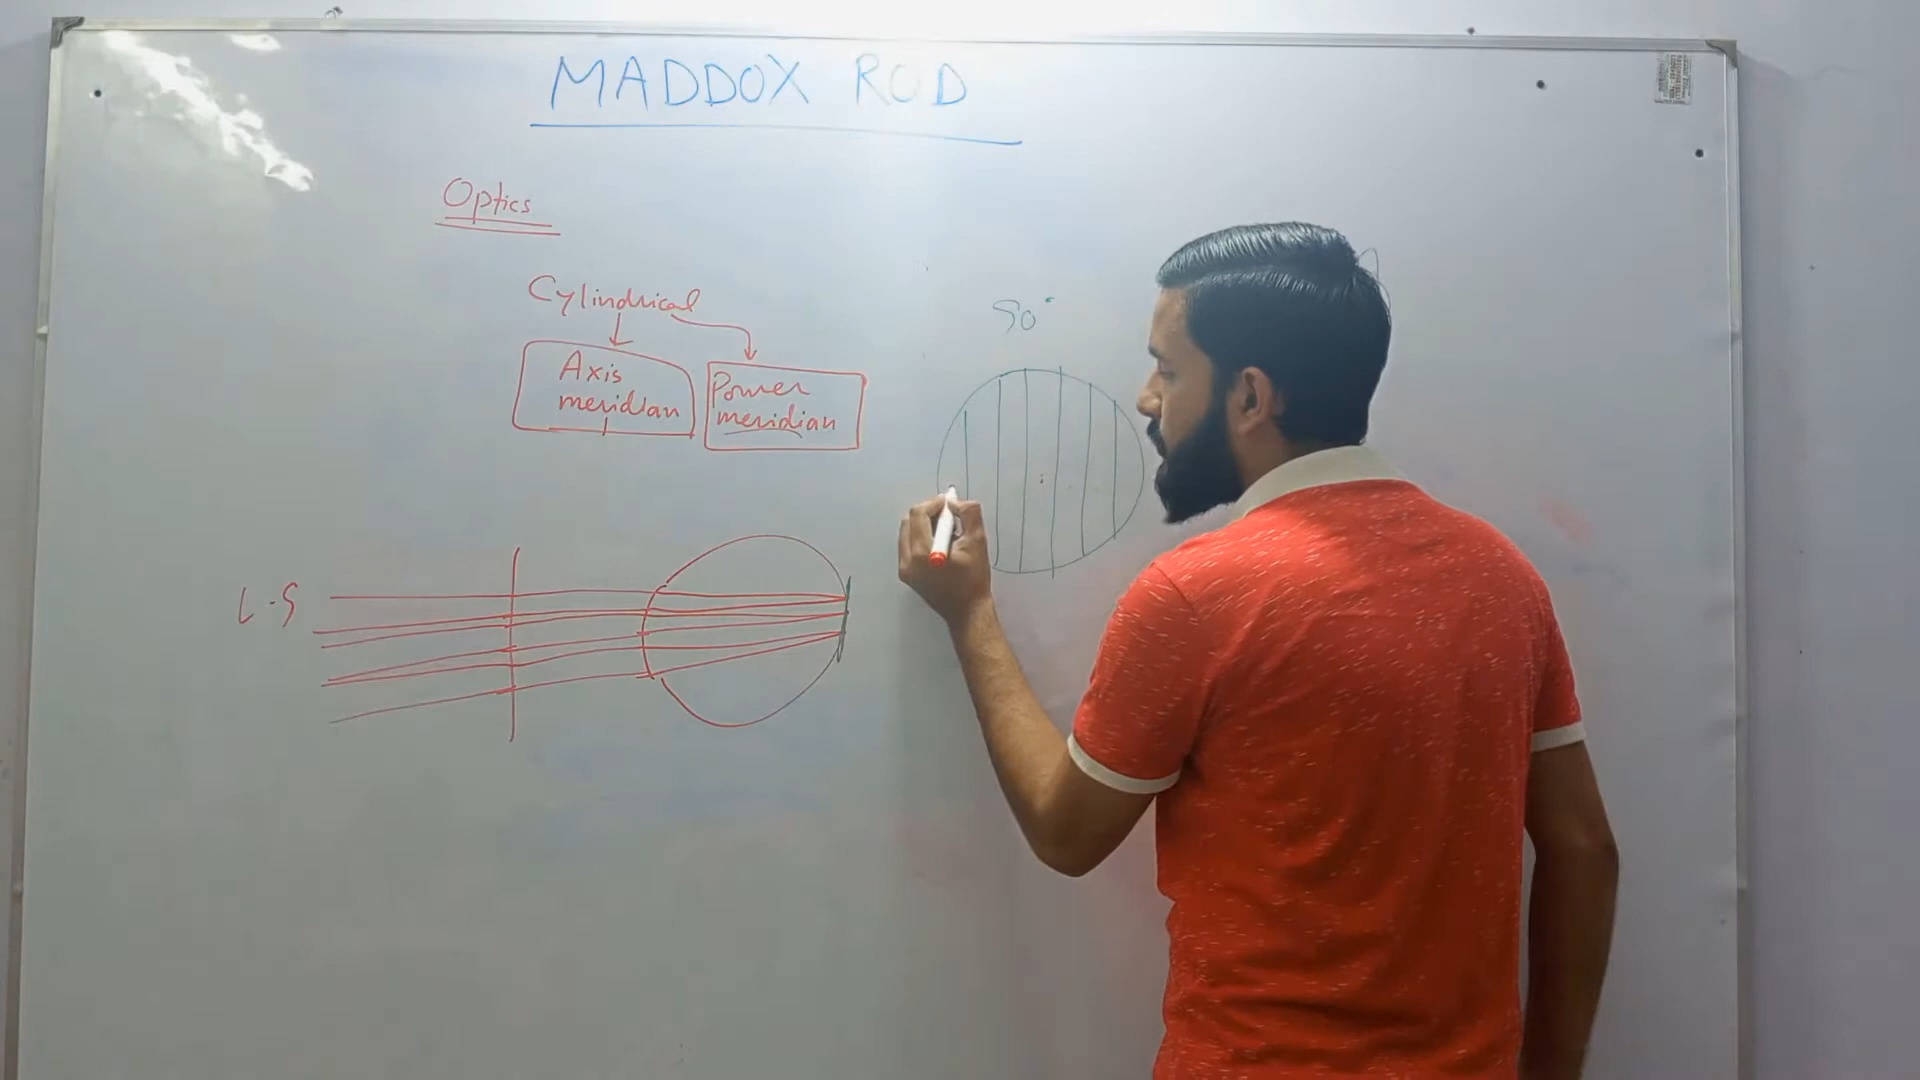 MADDOX ROD
Optics
Cylindrical
Axis
meridian
Power
meridian
90°
L-S